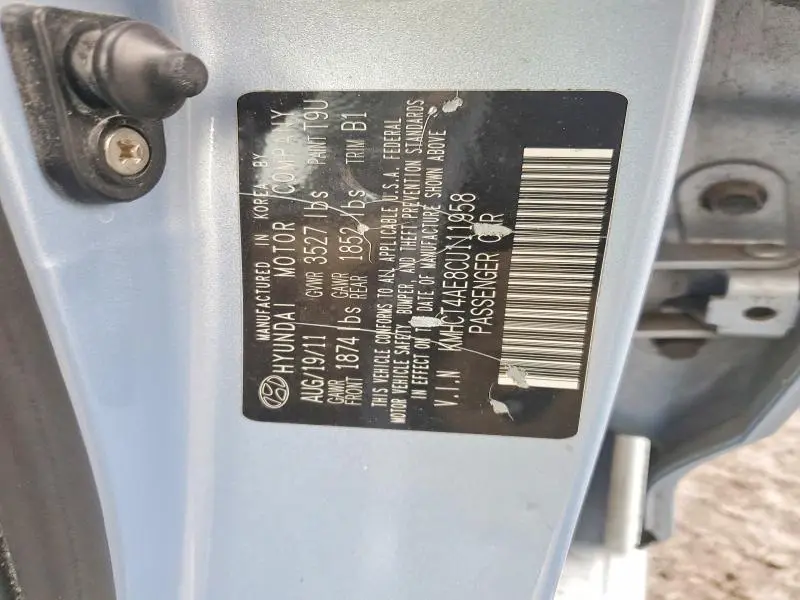 MANUFACTURED IN KOREA BY
HYUNDAI MOTOR COMPANY
AUG/19/11 GVWR 3527 lbs PAINT T9U
GAWR FRONT 1874 lbs GAWR REAR 1852 lbs TRIM B1
THIS VEHICLE CONFORMS TO ALL APPLICABLE U.S.A. FEDERAL
MOTOR VEHICLE SAFETY, BUMPER, AND THEFT PREVENTION STANDARDS
IN EFFECT ON THE DATE OF MANUFACTURE SHOWN ABOVE
V.I.N KMHCT4AE8CU111958
PASSENGER CAR